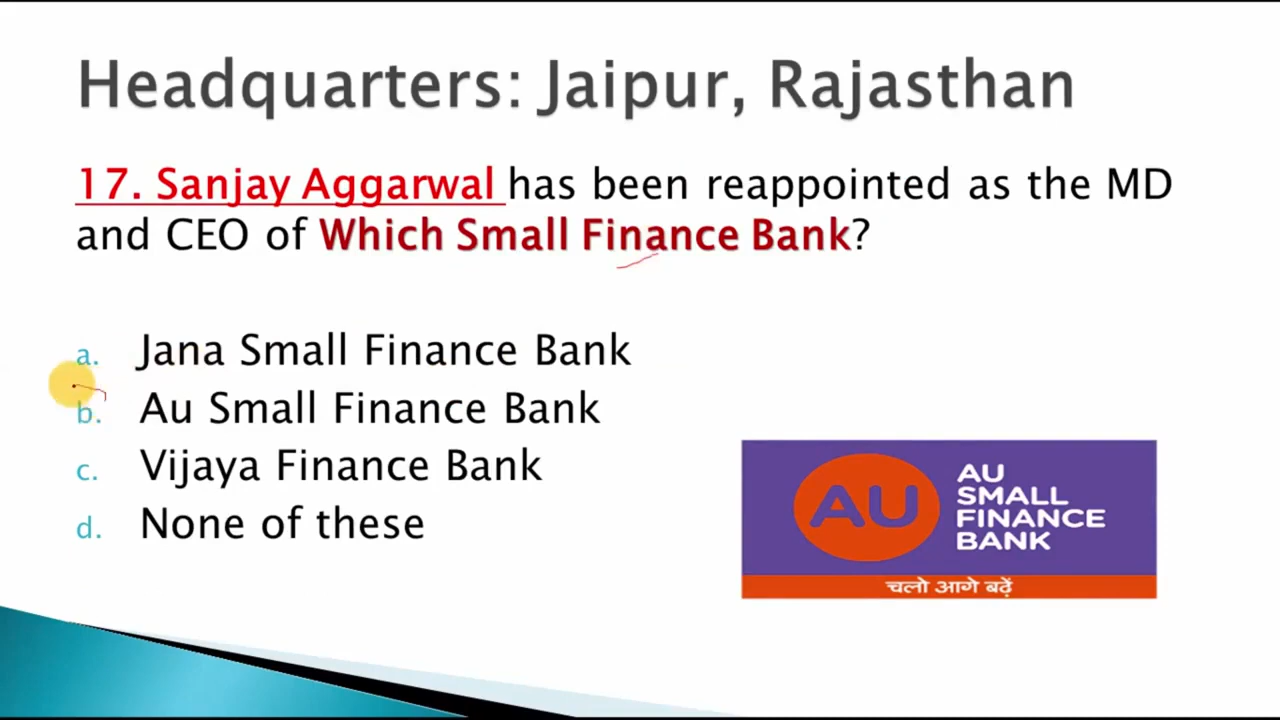 Headquarters: Jaipur, Rajasthan
17. Sanjay Aggarwal has been reappointed as the MD
and CEO of Which Small Finance Bank?
a. Jana Small Finance Bank
b. Au Small Finance Bank
c. Vijaya Finance Bank
d. None of these
AU
AU
SMALL
FINANCE
BANK
चलो आगे बढ़ें